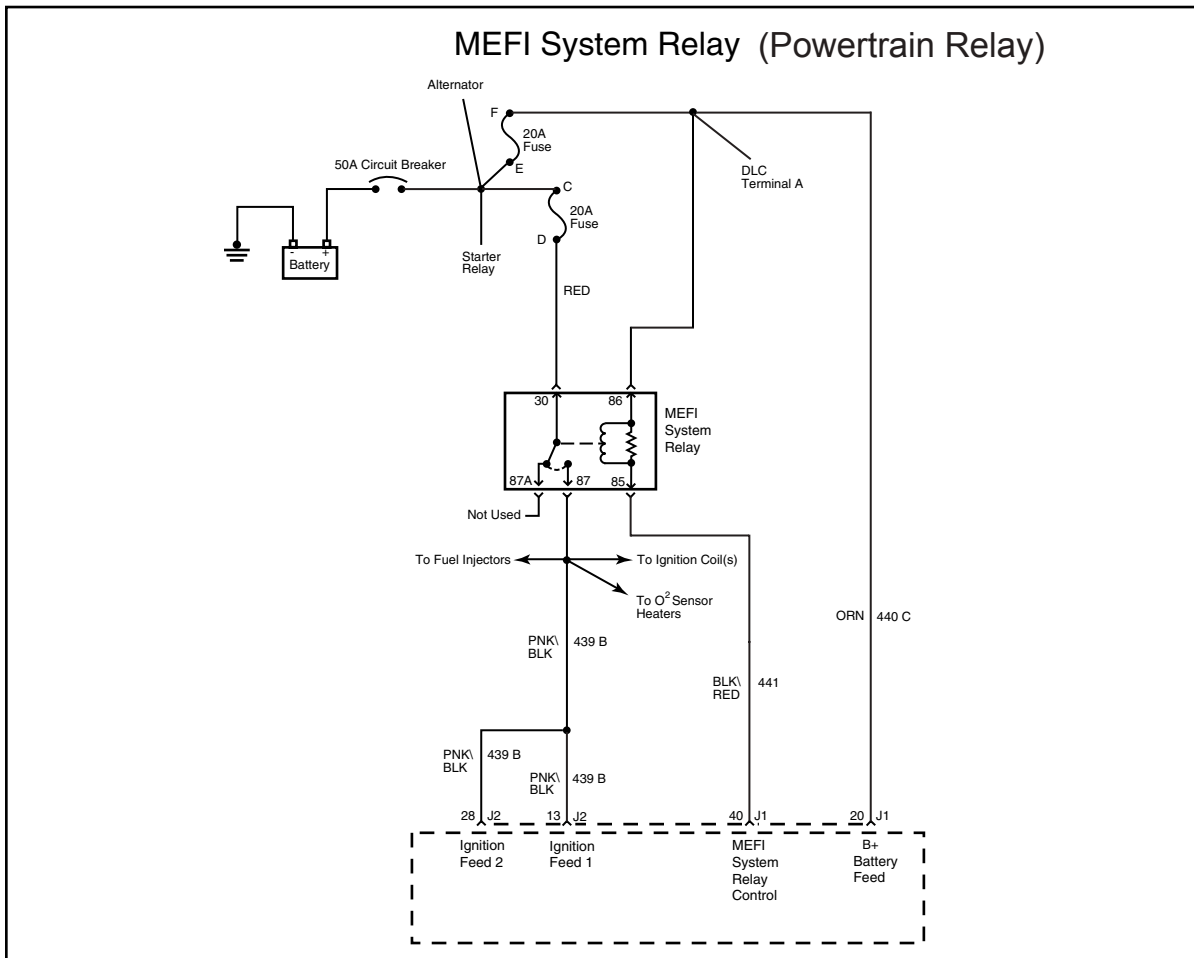 MEFI System Relay (Powertrain Relay)
Alternator
F
20A
Fuse
E
50A Circuit Breaker
C
20A
Fuse
D
DLC
Terminal A
- +
Battery
Starter
Relay
RED
30
86
MEFI
System
Relay
87A
87
85
Not Used
To Fuel Injectors
To Ignition Coil(s)
To O2 Sensor
Heaters
ORN
440 C
PNK\
BLK
439 B
BLK\
RED
441
PNK\
BLK
439 B
PNK\
BLK
439 B
28 J2
13 J2
40 J1
20 J1
Ignition
Feed 2
Ignition
Feed 1
MEFI
System
Relay
Control
B+
Battery
Feed